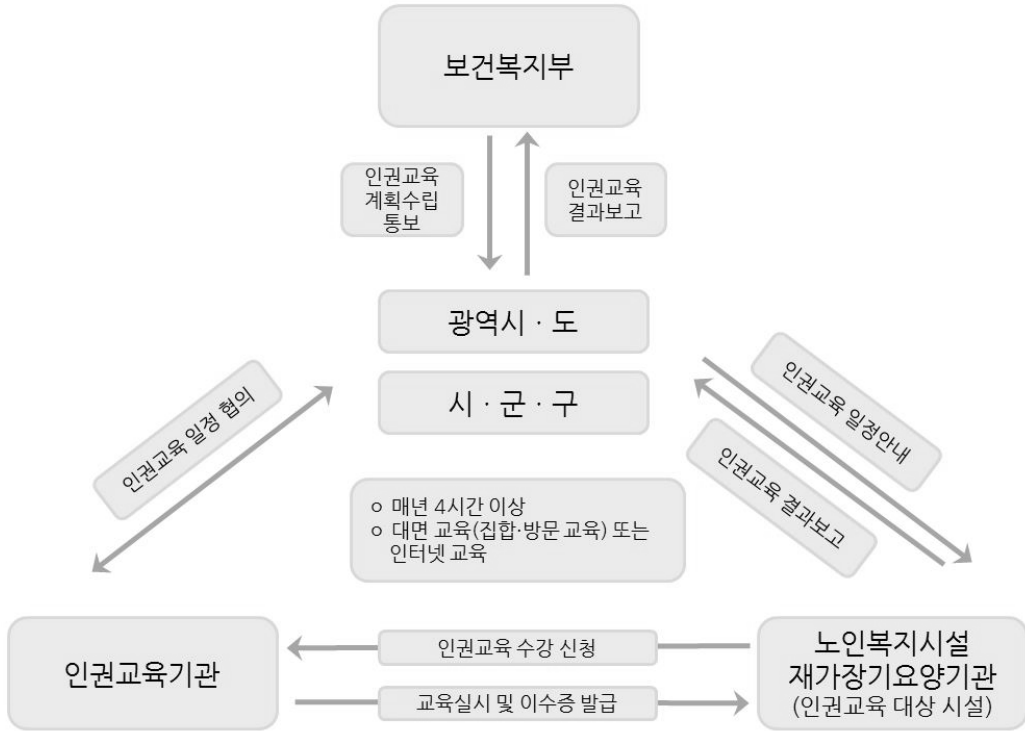 보건복지부
인권교육
계획수립
통보
인권교육
결과보고
광역시 · 도
시 · 군 · 구
인권교육 일정 협의
인권교육 일정안내
인권교육 결과보고
ㅇ 매년 4시간 이상
ㅇ 대면 교육(집합·방문 교육) 또는
인터넷 교육
인권교육기관
인권교육 수강 신청
교육실시 및 이수증 발급
노인복지시설
재가장기요양기관
(인권교육 대상 시설)